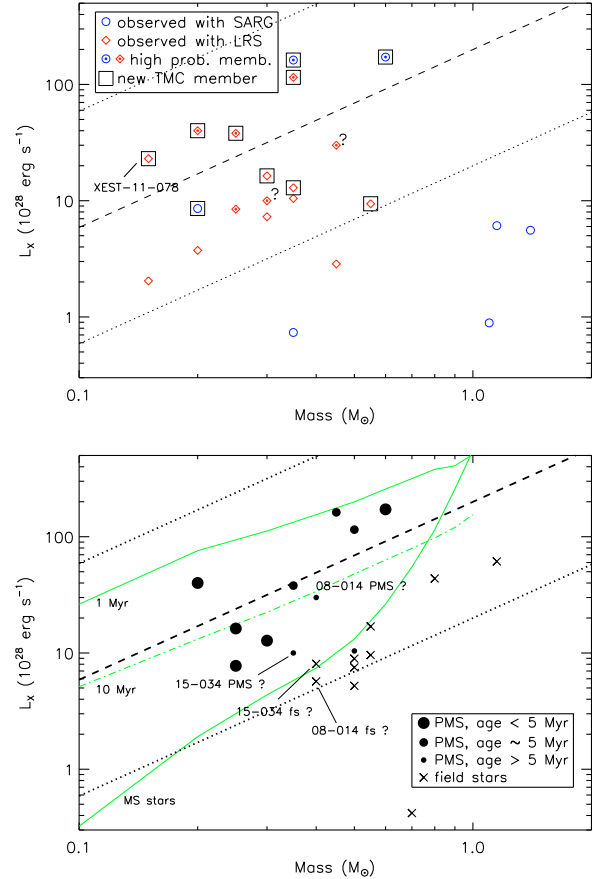 observed with SARG
observed with LRS
high prob. memb.
new TMC member
100
10
1
L_X (10^28 erg s^-1)
?
?
XEST-11-078
0.1
1.0
Mass (M_⊙)
100
10
1
L_X (10^28 erg s^-1)
08-014 PMS ?
1 Myr
10 Myr
15-034 PMS ?
15-034 fs ?
08-014 fs ?
MS stars
PMS, age < 5 Myr
PMS, age ~ 5 Myr
PMS, age > 5 Myr
field stars
0.1
1.0
Mass (M_⊙)